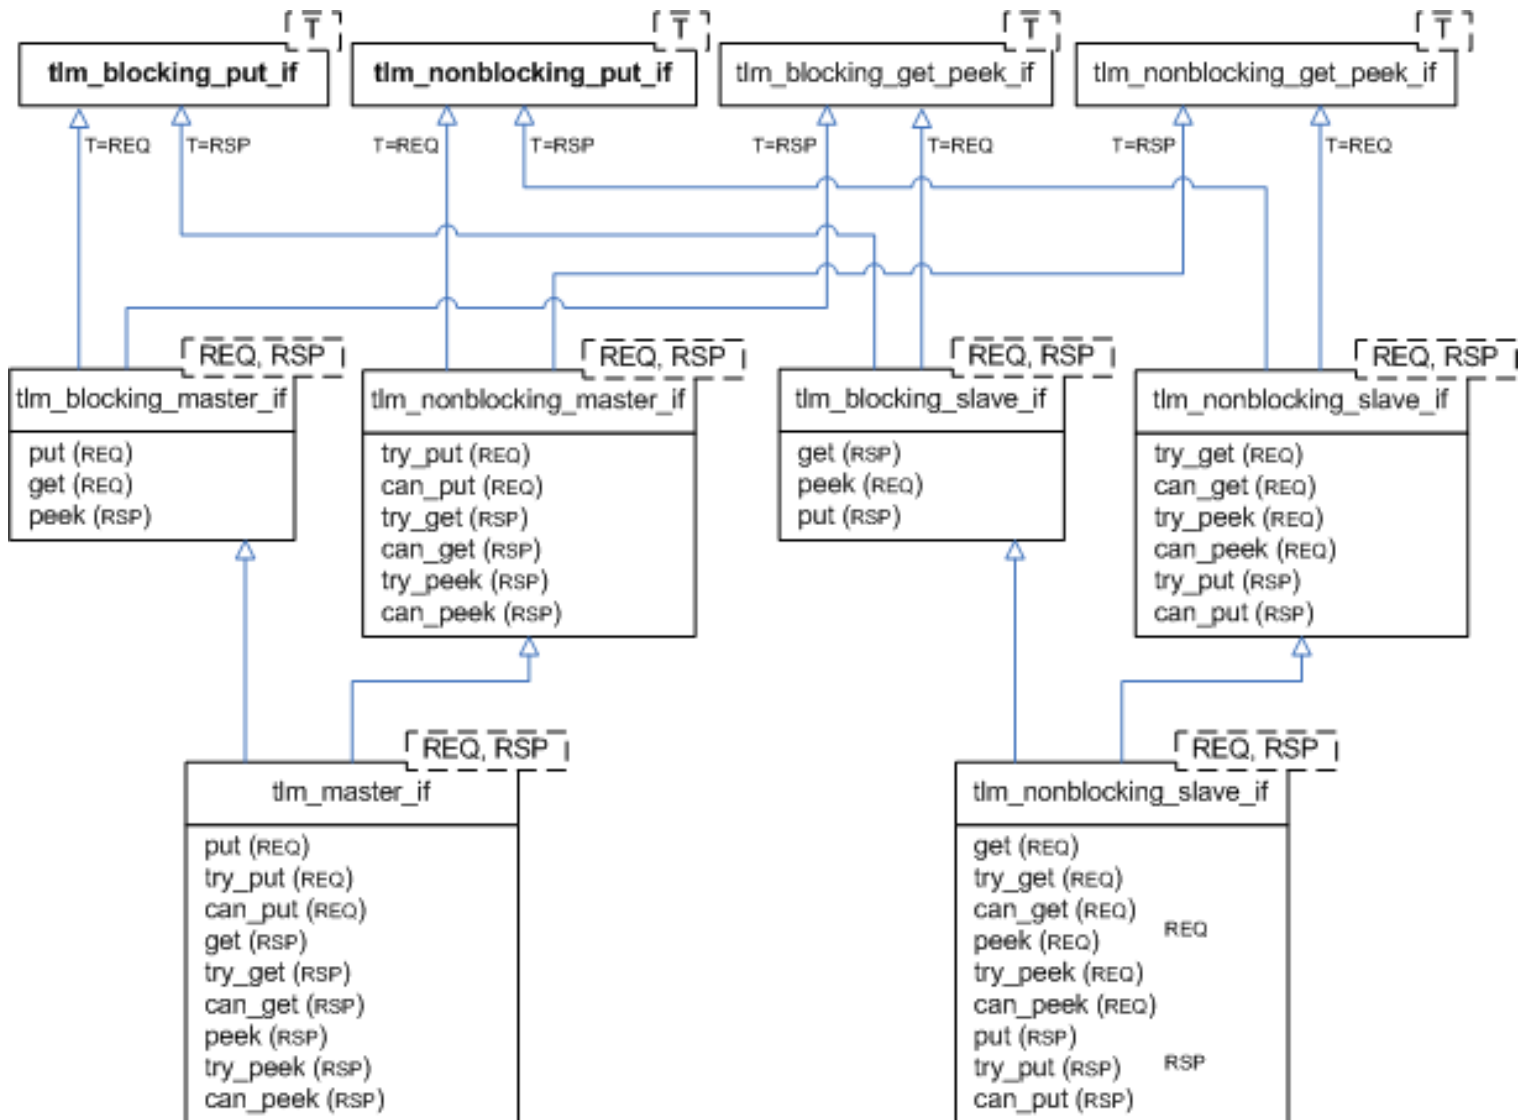 T
T
T
T
tlm_blocking_put_if
tlm_nonblocking_put_if
tlm_blocking_get_peek_if
tlm_nonblocking_get_peek_if
T=REQ
T=RSP
T=REQ
T=RSP
T=RSP
T=REQ
T=RSP
T=REQ
REQ, RSP
tlm_blocking_master_if
put (REQ)
get (REQ)
peek (RSP)
REQ, RSP
tlm_nonblocking_master_if
try_put (REQ)
can_put (REQ)
try_get (RSP)
can_get (RSP)
try_peek (RSP)
can_peek (RSP)
REQ, RSP
tlm_blocking_slave_if
get (RSP)
peek (REQ)
put (RSP)
REQ, RSP
tlm_nonblocking_slave_if
try_get (REQ)
can_get (REQ)
try_peek (REQ)
can_peek (REQ)
try_put (RSP)
can_put (RSP)
REQ, RSP
tlm_master_if
put (REQ)
try_put (REQ)
can_put (REQ)
get (RSP)
try_get (RSP)
can_get (RSP)
peek (RSP)
try_peek (RSP)
can_peek (RSP)
REQ, RSP
tlm_nonblocking_slave_if
get (REQ)
try_get (REQ)
can_get (REQ)
REQ
peek (REQ)
try_peek (REQ)
can_peek (REQ)
put (RSP)
RSP
try_put (RSP)
can_put (RSP)